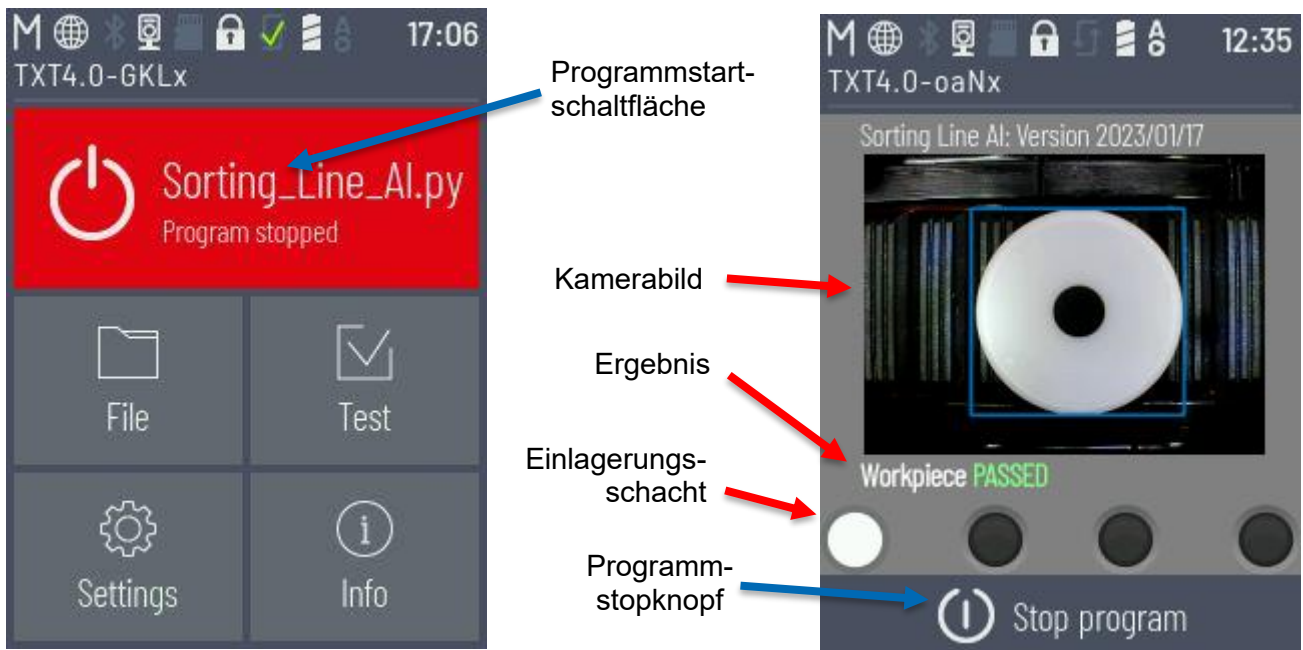 M 17:06
TXT4.0-GKLx
Sorting_Line_AI.py
Program stopped
File
Test
Settings
Info
Programmstart-
schaltfläche
Kamerabild
Ergebnis
Einlagerungs-
schacht
Programm-
stopknopf
M 12:35
TXT4.0-oaNx
Sorting Line AI: Version 2023/01/17
Workpiece PASSED
Stop program